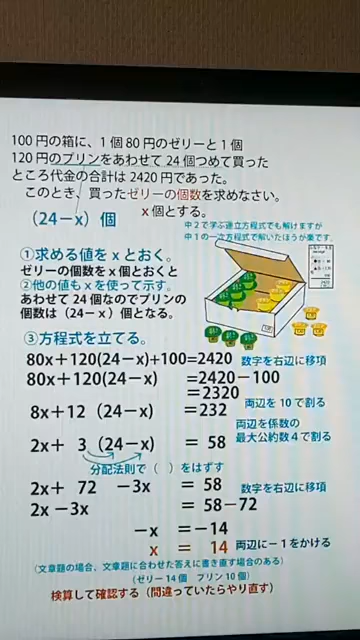 100円の箱に、1個80円のゼリーと1個
120円のプリンをあわせて24個つめて買った
ところ代金の合計は2420円であった。
このとき、買ったゼリーの個数を求めなさい。
(24−x)個
x個とする。
中2で学ぶ連立方程式でも解けますが
中1の一次方程式で解いたほうが楽です。
①求める値をxとおく。
ゼリーの個数をx個とおくと
②他の値もxを使って示す。
あわせて24個なのでプリンの
個数は(24−x)個となる。
③方程式を立てる。
80x+120(24−x)+100=2420 数字を右辺に移項
80x+120(24−x) =2420−100
=2320
両辺を10で割る
8x+12 (24−x) =232
両辺を係数の
最大公約数4で割る
2x+ 3 (24−x) = 58
分配法則で( )をはずす
2x+ 72 −3x = 58 数字を右辺に移項
2x−3x = 58−72
−x =−14
x = 14 両辺に−1をかける
(文章題の場合、文章題に合わせた答えに書き直す場合のある)
(ゼリー14個 プリン10個)
検算して確認する(間違っていたらやり直す)